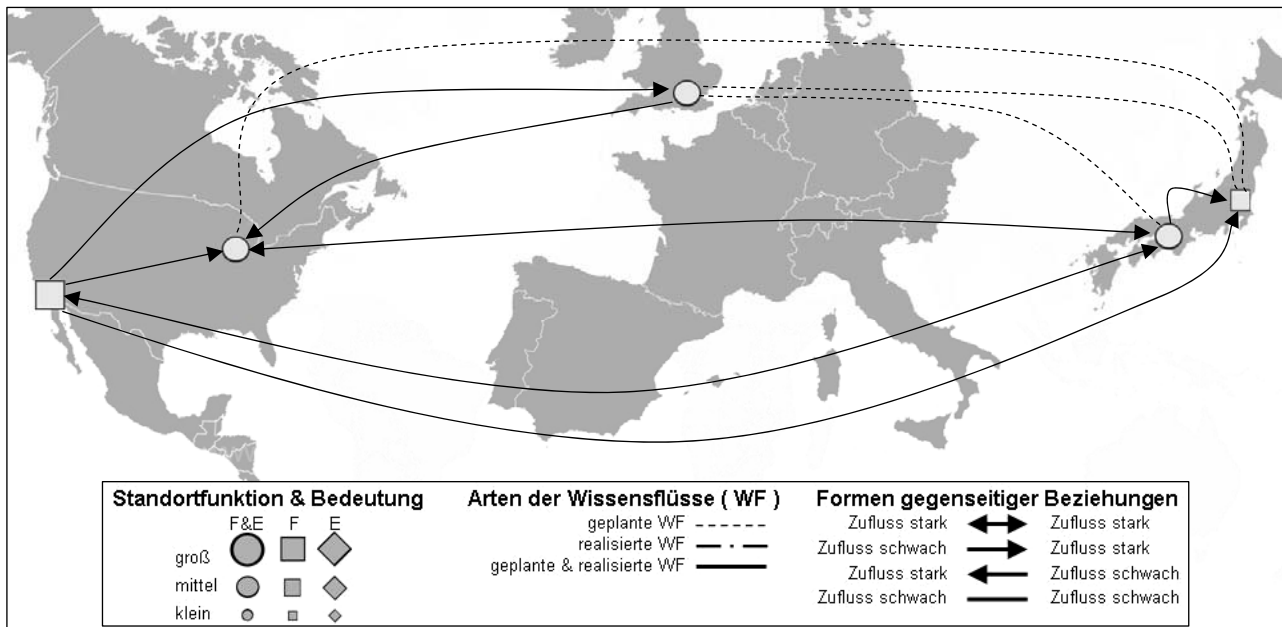 Standortfunktion & Bedeutung
F&E F E
groß
mittel
klein
Arten der Wissensflüsse ( WF )
geplante WF
realisierte WF
geplante & realisierte WF
Formen gegenseitiger Beziehungen
Zufluss stark Zufluss stark
Zufluss schwach Zufluss stark
Zufluss stark Zufluss schwach
Zufluss schwach Zufluss schwach